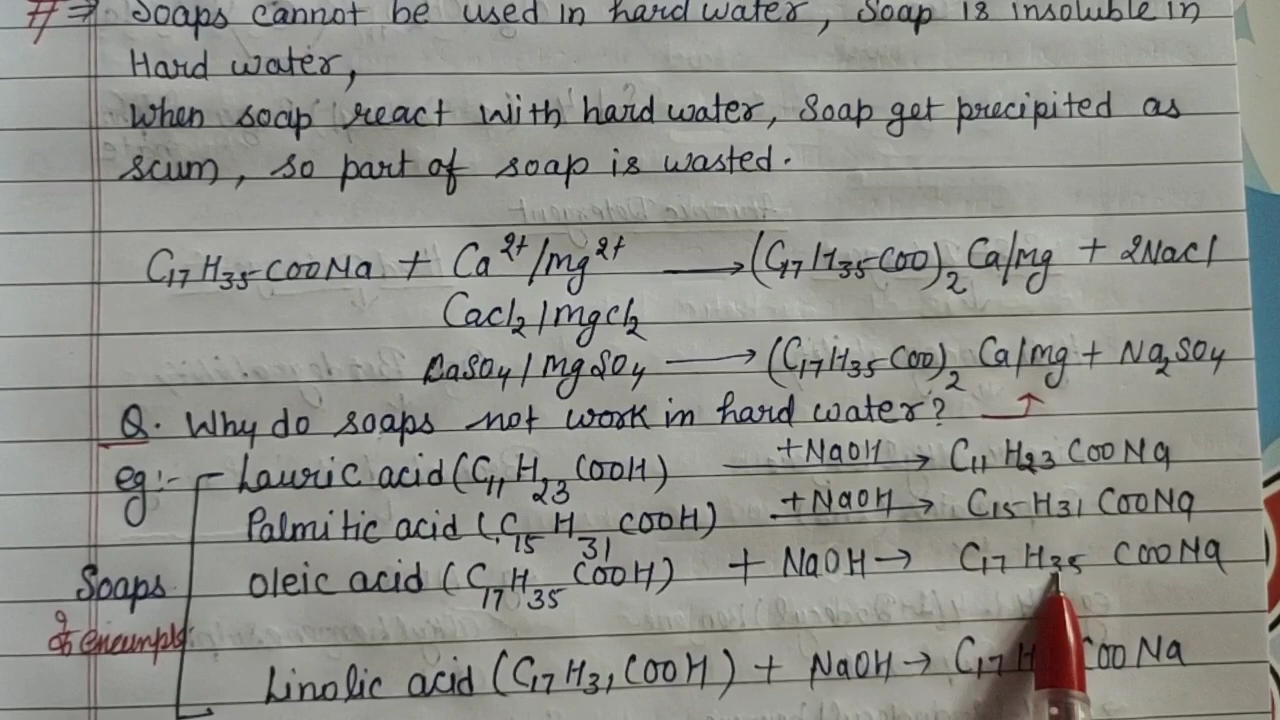 ⇒ Soaps cannot be used in hard water, Soap is insoluble in
Hard water,
When soap react with hard water, Soap get precipited as
scum, so part of soap is wasted.
C₁₇H₃₅COONa + Ca²⁺/mg²⁺ ⟶ (C₁₇H₃₅COO)₂ Ca/mg + 2NaCl
CaCl₂/mgCl₂
CaSO₄/MgSO₄ ⟶ (C₁₇H₃₅COO)₂ Ca/mg + Na₂SO₄
Q. Why do soaps not work in hard water?
eg:- Lauric acid (C₁₁H₂₃COOH) +NaOH → C₁₁H₂₃COONa
Palmitic acid (C₁₅H₃₁COOH) +NaOH → C₁₅H₃₁COONa
Oleic acid (C₁₇H₃₅COOH) + NaOH → C₁₇H₃₅COONa
Soaps
Linolic acid (C₁₇H₃₁COOH) + NaOH → C₁₇H COONa